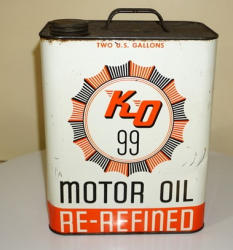 TWO U.S. GALLONS
KO
99
MOTOR OIL
RE-REFINED